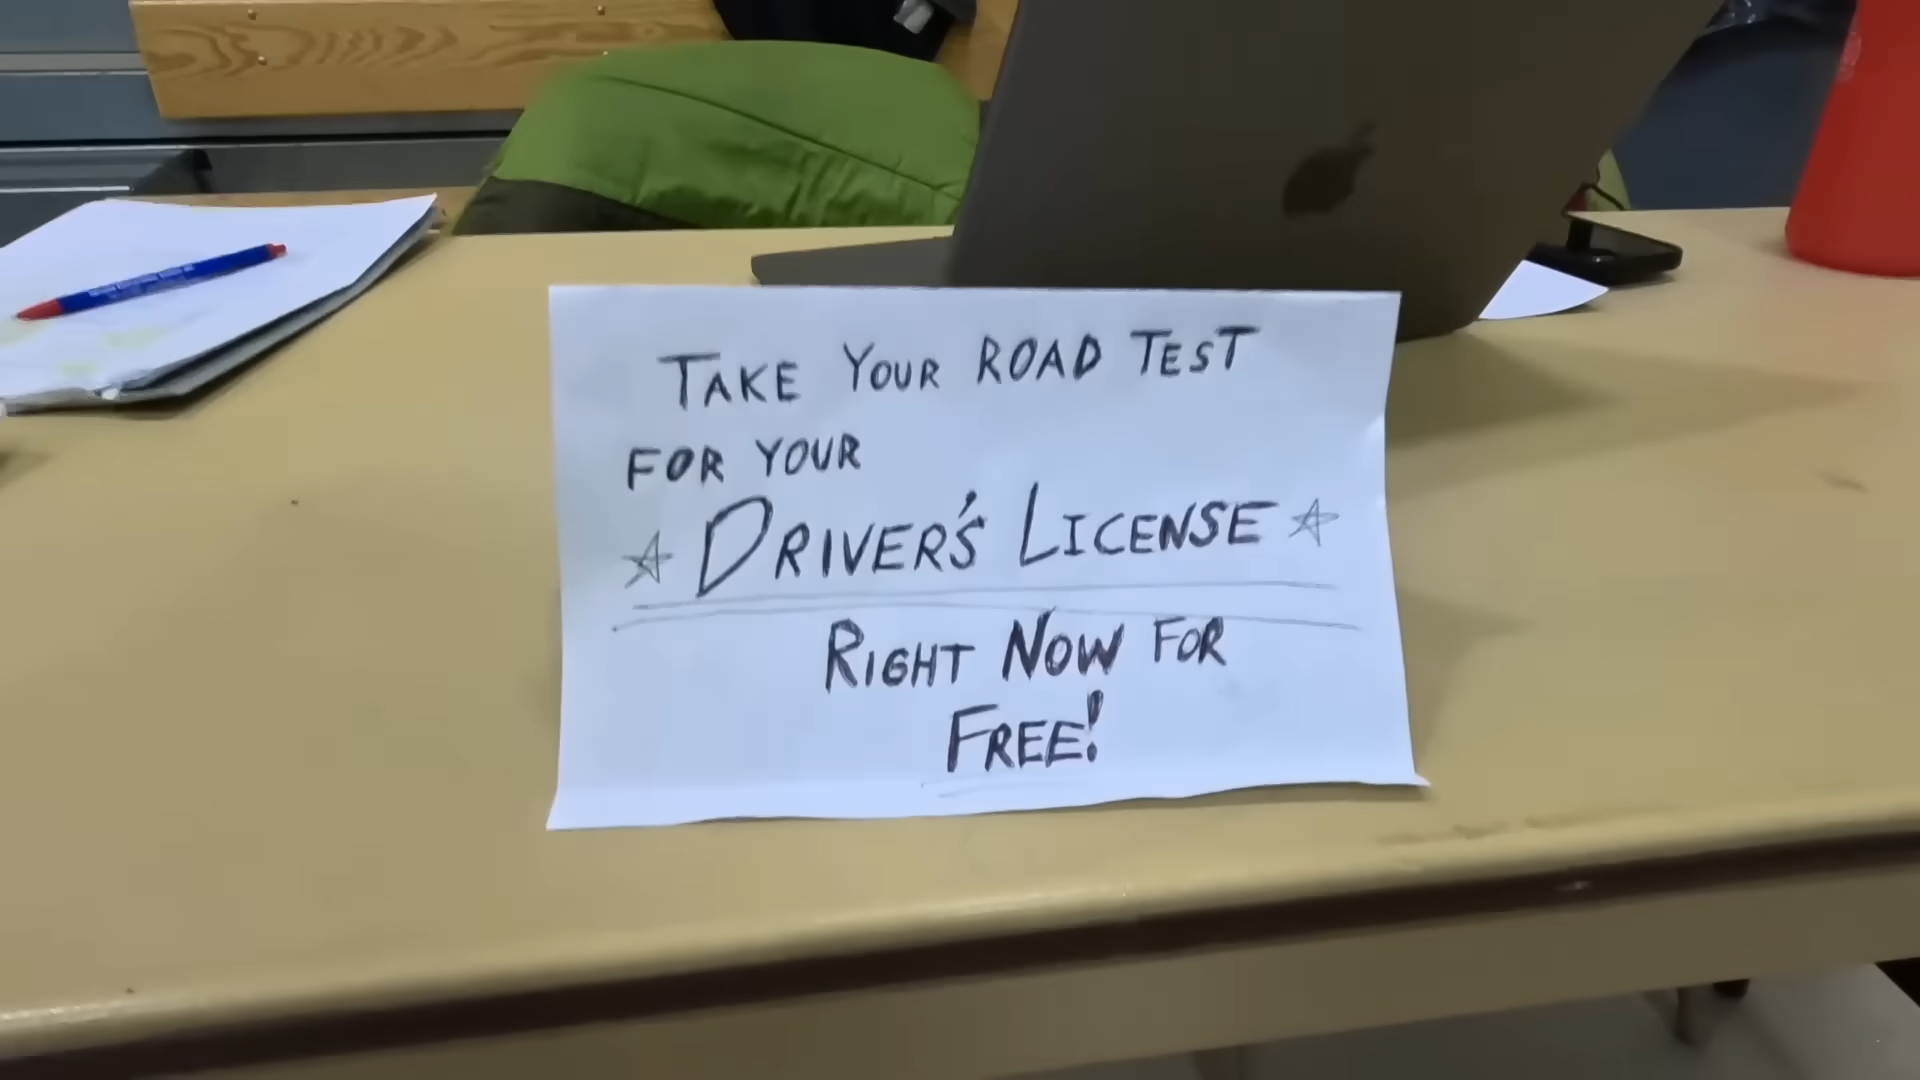 TAKE YOUR ROAD TEST
FOR YOUR
☆ DRIVER'S LICENSE ☆
RIGHT NOW FOR
FREE!